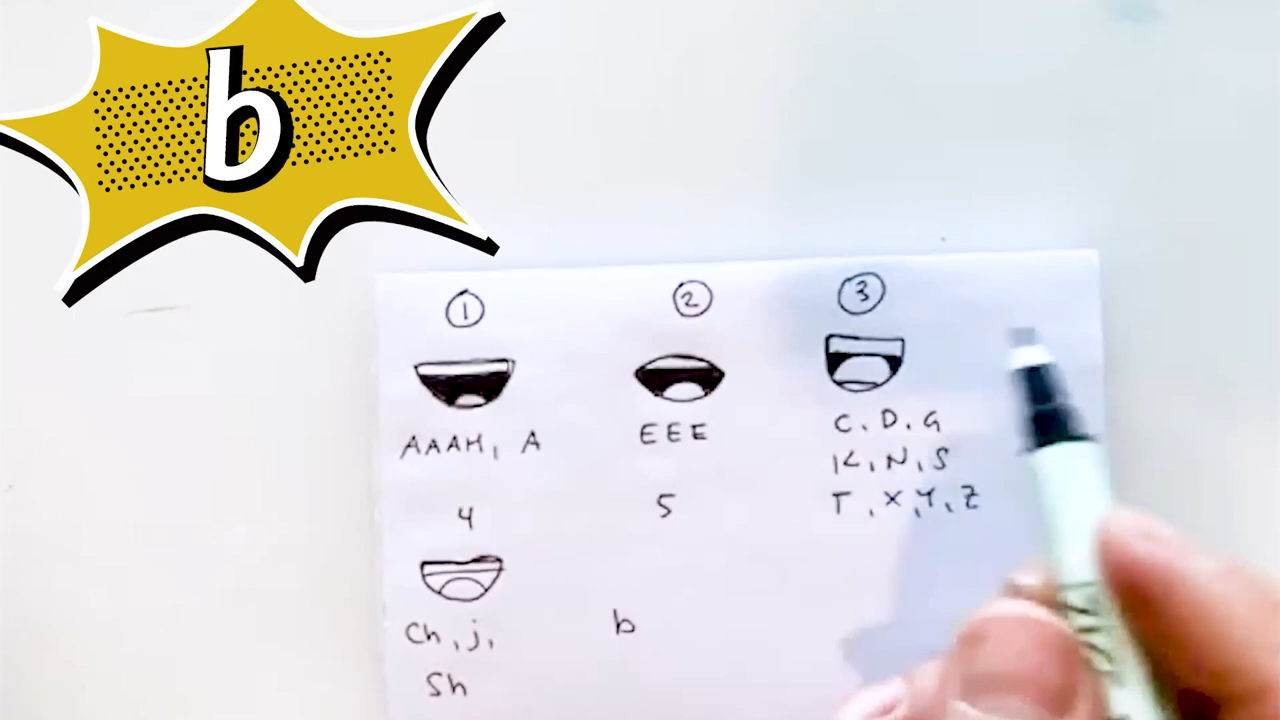 b
1 2 3
AAAH, A EEE C, D, G
K, N, S
T, X, Y, Z
4 5
Ch, j, b
Sh